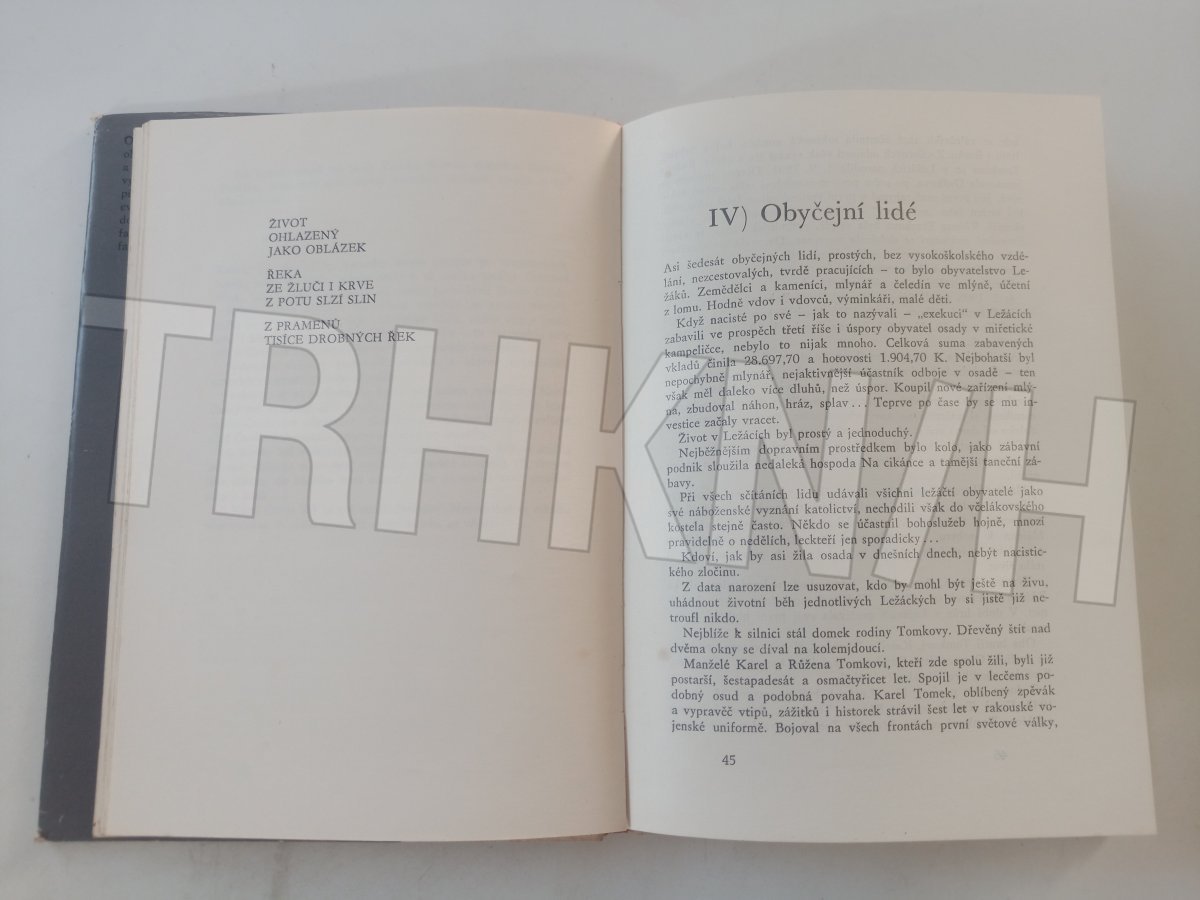 ŽIVOT
OHLAZENÝ
JAKO OBLÁZEK
ŘEKA
ZE ŽLUČI I KRVE
Z POTU SLZÍ SLIN
Z PRAMENŮ
TISÍCE DROBNÝCH ŘEK
IV) Obyčejní lidé
Asi šedesát obyčejných lidí, prostých, bez vysokoškolského vzdě-
lání, nezcestovalých, tvrdě pracujících – to bylo obyvatelstvo Le-
žáků. Zemědělci a kameníci, mlynář a čeledín ve mlýně, účetní
z lomu. Hodně vdov i vdovců, výminkáři, malé děti.
Když nacisté po své – jak to nazývali – „exekuci“ v Ležácích
zabavili ve prospěch třetí říše i úspory obyvatel osady v miřetické
kampeličce, nebylo to nijak mnoho. Celková suma zabavených
vkladů činila 28.697,70 a hotovosti 1.904,70 K. Nejbohatší byl
nepochybně mlynář, nejaktivnější účastník odboje v osadě – ten
však měl daleko více dluhů, než úspor. Koupil nové zařízení mlý-
na, zbudoval náhon, hráz, splav... Teprve po čase by se mu in-
vestice začaly vracet.
Život v Ležácích byl prostý a jednoduchý.
Nejběžnějším dopravním prostředkem bylo kolo, jako zábavní
podnik sloužila nedaleká hospoda Na cikánce a tamější taneční zá-
bavy.
Při všech sčítáních lidu udávali všichni ležáčtí obyvatelé jako
své náboženské vyznání katolictví, nechodili však do včelákovského
kostela stejně často. Někdo se účastnil bohoslužeb hojně, mnozí
pravidelně o nedělích, leckteří jen sporadicky...
Kdoví, jak by asi žila osada v dnešních dnech, nebýt nacistic-
kého zločinu.
Z data narození lze usuzovat, kdo by mohl být ještě na živu,
uhádnout životní běh jednotlivých Ležáckých by si jistě již ne-
troufl nikdo.
Nejblíže k silnici stál domek rodiny Tomkovy. Dřevěný štít nad
dvěma okny se díval na kolemjdoucí.
Manželé Karel a Růžena Tomkovi, kteří zde spolu žili, byli již
postarší, šestapadesát a osmačtyřicet let. Spojil je v lecčems po-
dobný osud a podobná povaha. Karel Tomek, oblíbený zpěvák
a vypravěč vtipů, zážitků i historek strávil šest let v rakouské vo-
jenské uniformě. Bojoval na všech frontách první světové války,
45
TRHKNIH